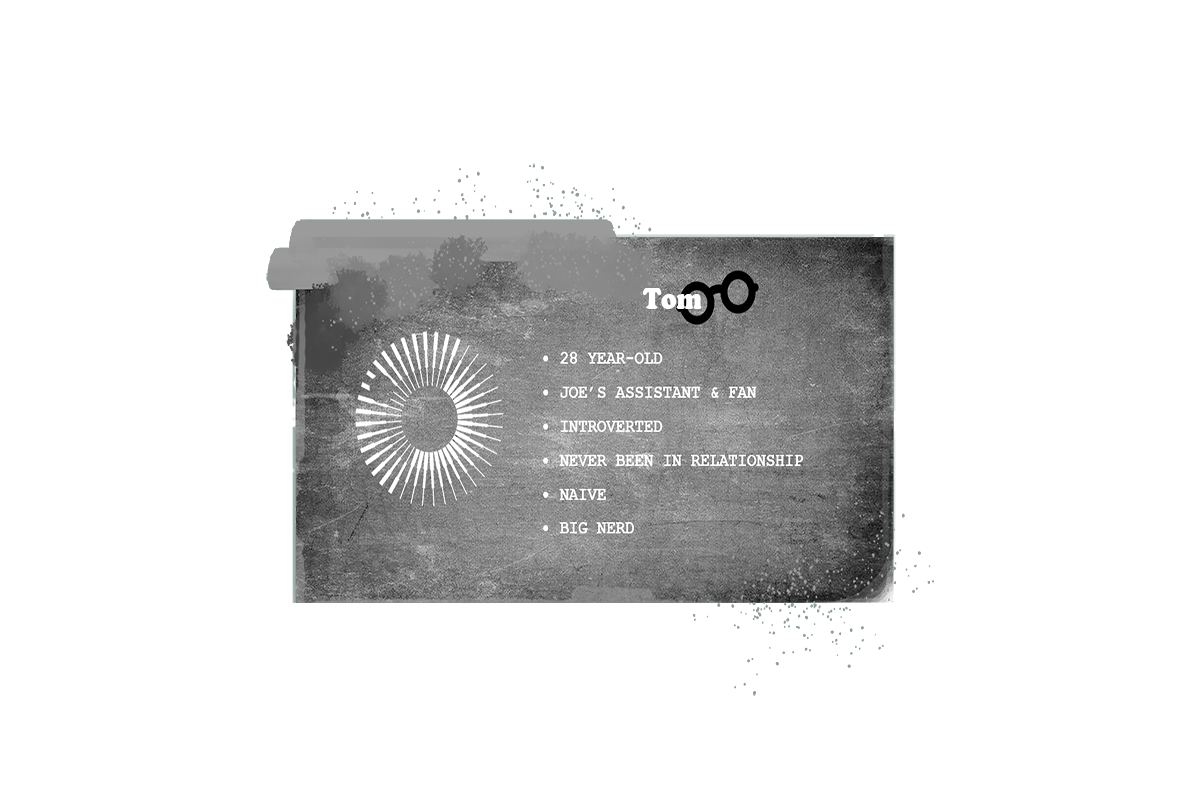 Tom
• 28 YEAR-OLD
• JOE'S ASSISTANT & FAN
• INTROVERTED
• NEVER BEEN IN RELATIONSHIP
• NAIVE
• BIG NERD